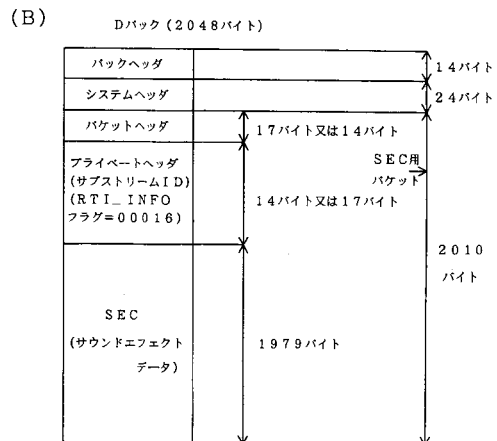 (B)
Dパック(2048バイト)
パックヘッダ
14バイト
システムヘッダ
24バイト
パケットヘッダ
17バイト又は14バイト
プライベートヘッダ
(サブストリームID)
(RTI_INFO
フラグ=00016)
14バイト又は17バイト
SEC用
パケット
2010
バイト
SEC
(サウンドエフェクト
データ)
1979バイト